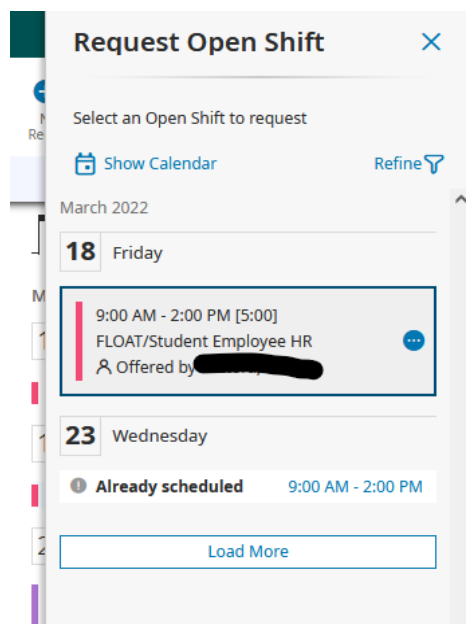 Request Open Shift
Select an Open Shift to request
Show Calendar
Refine
March 2022
18 Friday
9:00 AM - 2:00 PM [5:00]
FLOAT/Student Employee HR
Offered by
23 Wednesday
Already scheduled 9:00 AM - 2:00 PM
Load More
Re
M